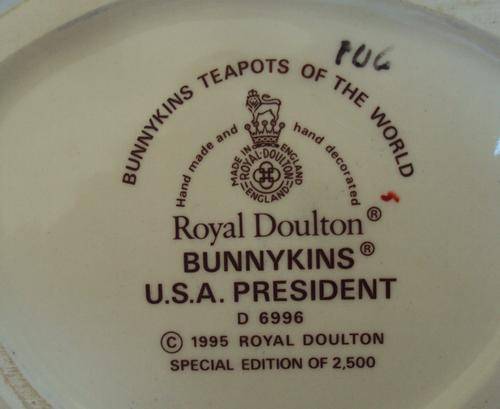 BUNNYKINS TEAPOTS OF THE WORLD
Hand made and hand decorated
MADE IN ENGLAND
ROYAL·DOULTON
ENGLAND
Royal Doulton®
BUNNYKINS®
U.S.A. PRESIDENT
D 6996
© 1995 ROYAL DOULTON
SPECIAL EDITION OF 2,500